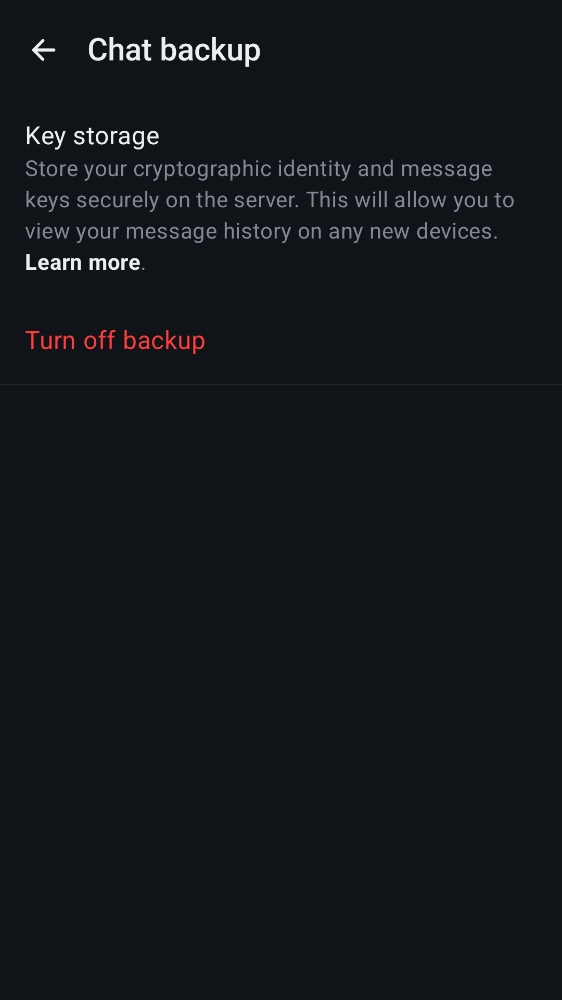 Chat backup
Key storage
Store your cryptographic identity and message
keys securely on the server. This will allow you to
view your message history on any new devices.
Learn more.
Turn off backup